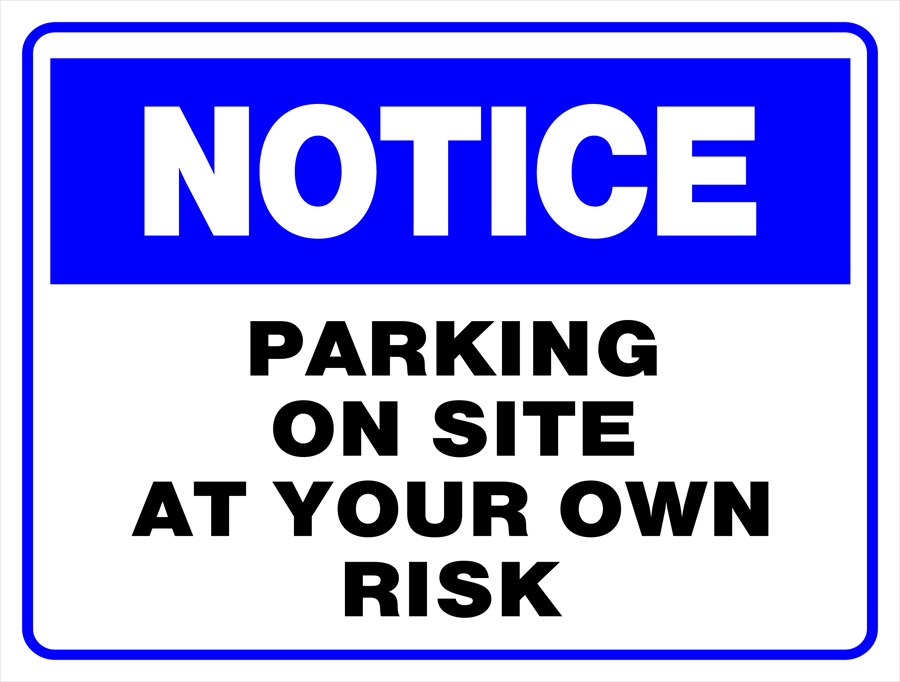 NOTICE
PARKING
ON SITE
AT YOUR OWN
RISK